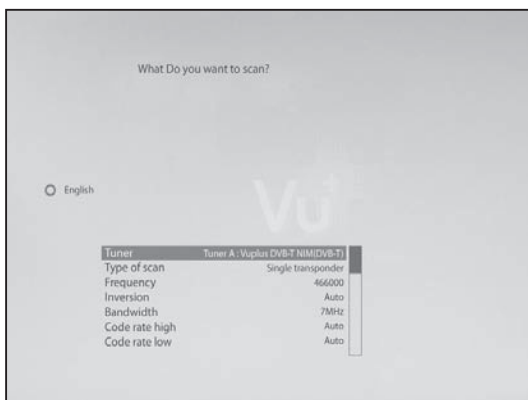 What Do you want to scan?
English
Vu+
Tuner Tuner A : Vuplus DVB-T NIM(DVB-T)
Type of scan Single transponder
Frequency 466000
Inversion Auto
Bandwidth 7MHz
Code rate high Auto
Code rate low Auto